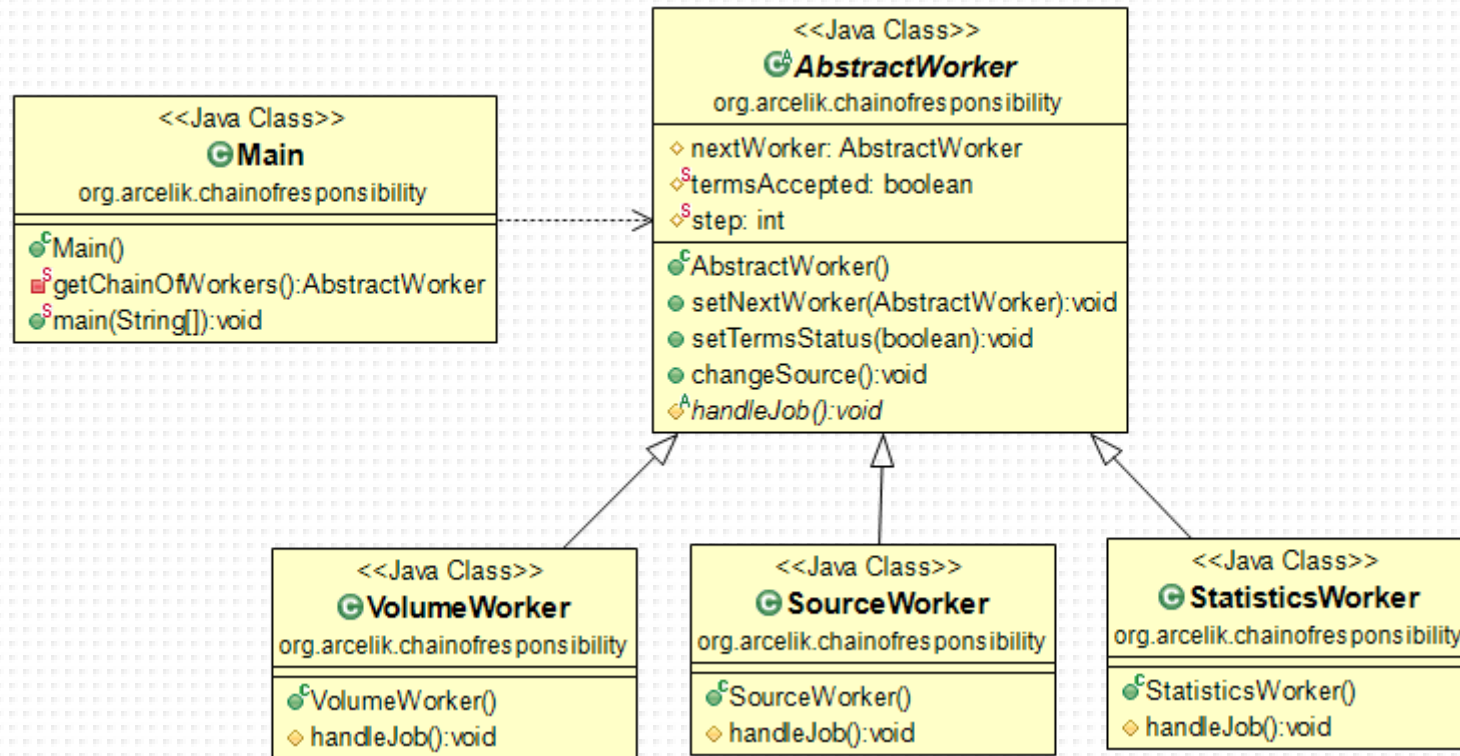 <<Java Class>>
Main
org.arcelik.chainofresponsibility
Main()
getChainOfWorkers():AbstractWorker
main(String[]):void
<<Java Class>>
AbstractWorker
org.arcelik.chainofresponsibility
nextWorker: AbstractWorker
termsAccepted: boolean
step: int
AbstractWorker()
setNextWorker(AbstractWorker):void
setTermsStatus(boolean):void
changeSource():void
handleJob():void
<<Java Class>>
VolumeWorker
org.arcelik.chainofresponsibility
VolumeWorker()
handleJob():void
<<Java Class>>
SourceWorker
org.arcelik.chainofresponsibility
SourceWorker()
handleJob():void
<<Java Class>>
StatisticsWorker
org.arcelik.chainofresponsibility
StatisticsWorker()
handleJob():void